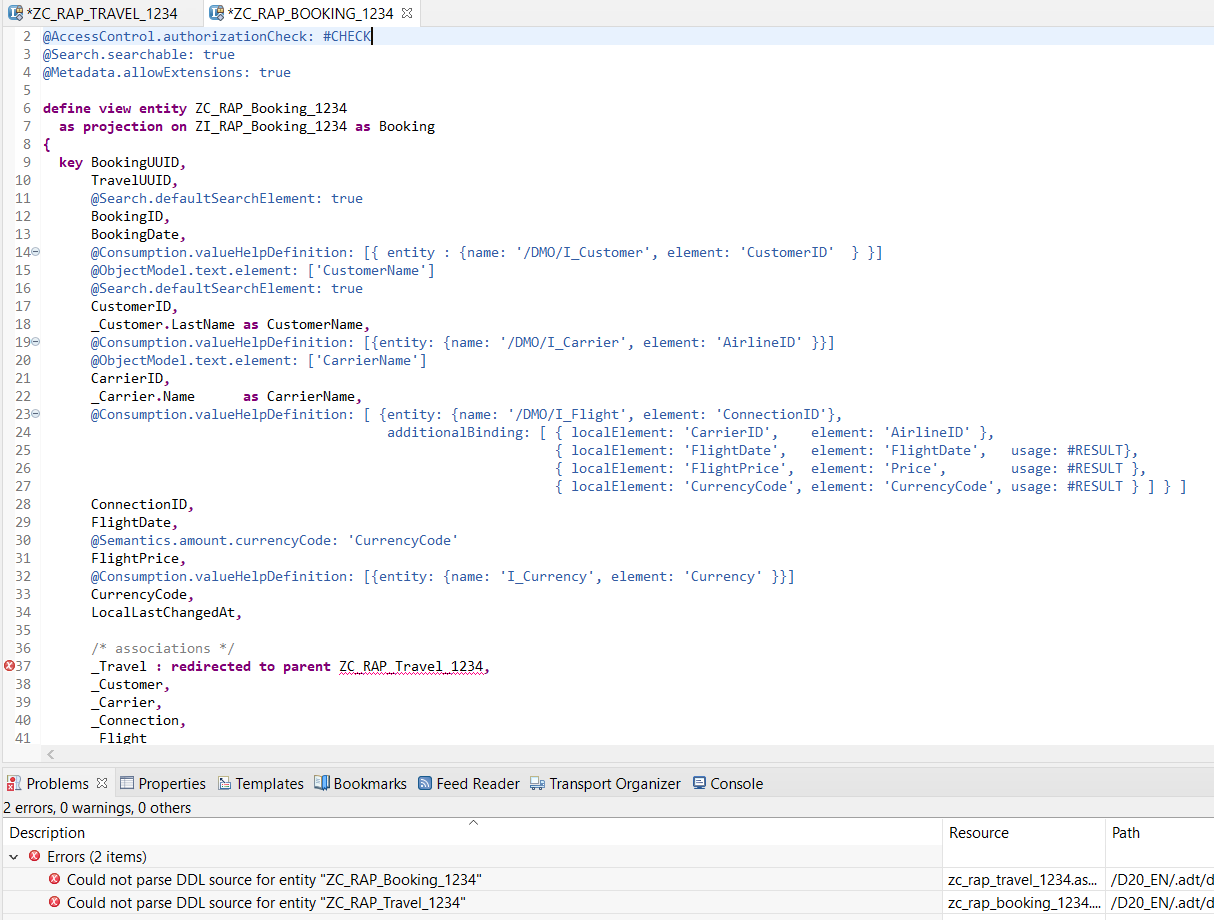 *ZC_RAP_TRAVEL_1234 *ZC_RAP_BOOKING_1234
2 @AccessControl.authorizationCheck: #CHECK
3 @Search.searchable: true
4 @Metadata.allowExtensions: true
5
6 define view entity ZC_RAP_Booking_1234
7 as projection on ZI_RAP_Booking_1234 as Booking
8 {
9 key BookingUUID,
10 TravelUUID,
11 @Search.defaultSearchElement: true
12 BookingID,
13 BookingDate,
14 @Consumption.valueHelpDefinition: [{ entity : {name: '/DMO/I_Customer', element: 'CustomerID' } }]
15 @ObjectModel.text.element: ['CustomerName']
16 @Search.defaultSearchElement: true
17 CustomerID,
18 _Customer.LastName as CustomerName,
19 @Consumption.valueHelpDefinition: [{entity: {name: '/DMO/I_Carrier', element: 'AirlineID' }}]
20 @ObjectModel.text.element: ['CarrierName']
21 CarrierID,
22 _Carrier.Name as CarrierName,
23 @Consumption.valueHelpDefinition: [ {entity: {name: '/DMO/I_Flight', element: 'ConnectionID'},
24 additionalBinding: [ { localElement: 'CarrierID', element: 'AirlineID' },
25 { localElement: 'FlightDate', element: 'FlightDate', usage: #RESULT},
26 { localElement: 'FlightPrice', element: 'Price', usage: #RESULT },
27 { localElement: 'CurrencyCode', element: 'CurrencyCode', usage: #RESULT } ] } ]
28 ConnectionID,
29 FlightDate,
30 @Semantics.amount.currencyCode: 'CurrencyCode'
31 FlightPrice,
32 @Consumption.valueHelpDefinition: [{entity: {name: 'I_Currency', element: 'Currency' }}]
33 CurrencyCode,
34 LocalLastChangedAt,
35
36 /* associations */
37 _Travel : redirected to parent ZC_RAP_Travel_1234,
38 _Customer,
39 _Carrier,
40 _Connection,
41 _Flight
Problems Properties Templates Bookmarks Feed Reader Transport Organizer Console
2 errors, 0 warnings, 0 others
Description Resource Path
Errors (2 items)
Could not parse DDL source for entity "ZC_RAP_Booking_1234" zc_rap_travel_1234.as... /D20_EN/.adt/d
Could not parse DDL source for entity "ZC_RAP_Travel_1234" zc_rap_booking_1234.... /D20_EN/.adt/d